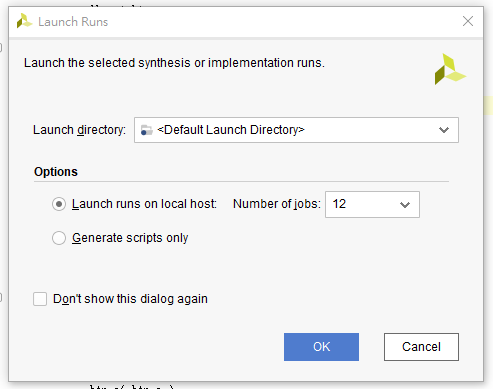 Launch Runs
Launch the selected synthesis or implementation runs.
Launch directory: <Default Launch Directory>
Options
Launch runs on local host: Number of jobs: 12
Generate scripts only
Don't show this dialog again
OK Cancel